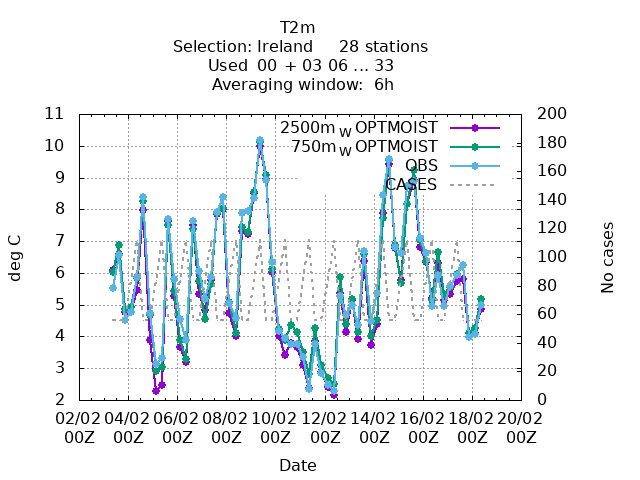 T2m
Selection: Ireland 28 stations
Used 00 + 03 06 ... 33
Averaging window: 6h
deg C
11
10
9
8
7
6
5
4
3
2
2500m W OPTMOIST
750m W OPTMOIST
OBS
CASES
200
180
160
140
120
100
80
60
40
20
0
No cases
02/02 04/02 06/02 08/02 10/02 12/02 14/02 16/02 18/02 20/02
00Z 00Z 00Z 00Z 00Z 00Z 00Z 00Z 00Z 00Z
Date